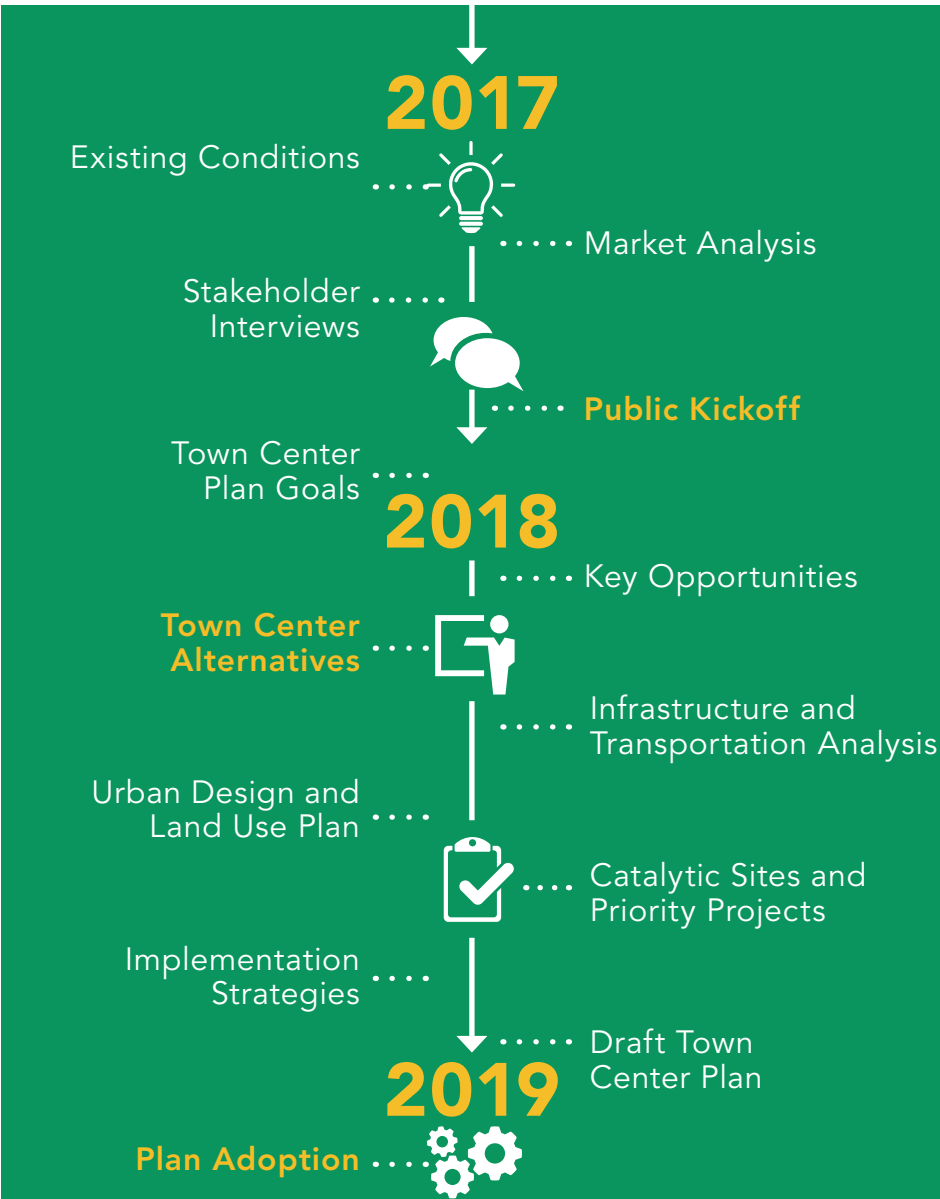 2017
Existing Conditions
Market Analysis
Stakeholder
Interviews
Public Kickoff
Town Center
Plan Goals
2018
Key Opportunities
Town Center
Alternatives
Infrastructure and
Transportation Analysis
Urban Design and
Land Use Plan
Catalytic Sites and
Priority Projects
Implementation
Strategies
Draft Town
Center Plan
2019
Plan Adoption